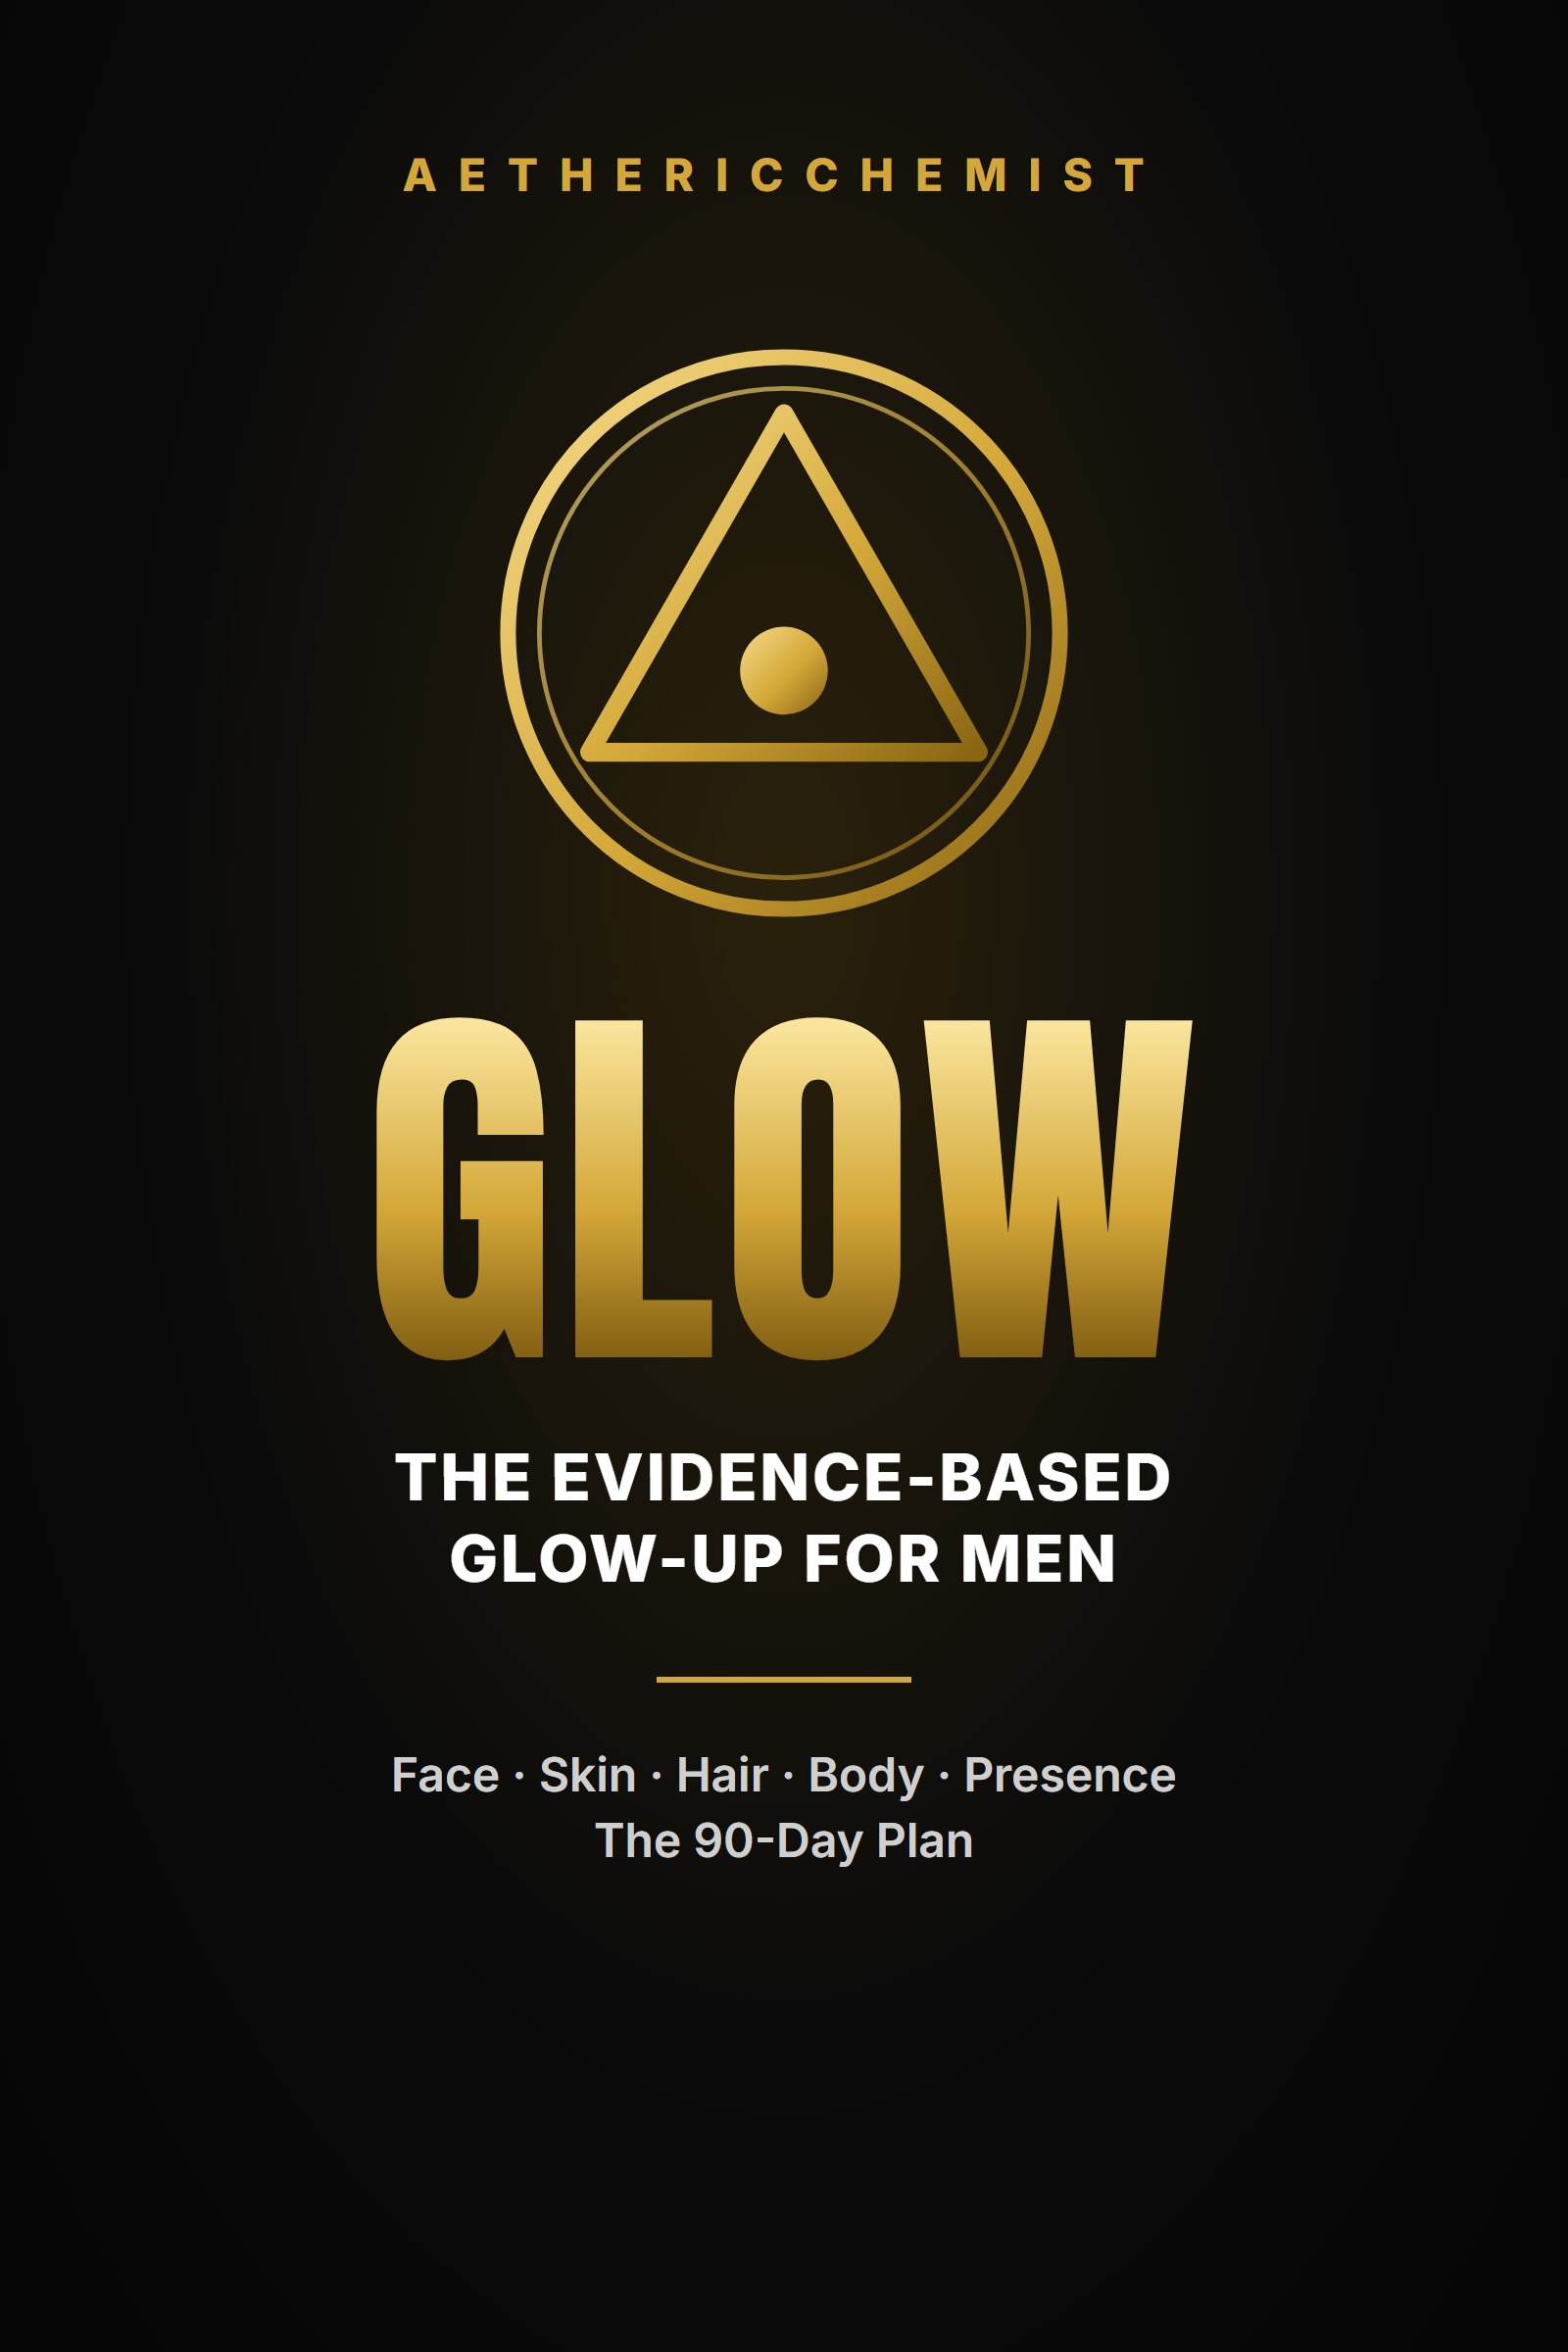 AETHERICCHEMIST
GLOW
THE EVIDENCE-BASED
GLOW-UP FOR MEN
Face · Skin · Hair · Body · Presence
The 90-Day Plan